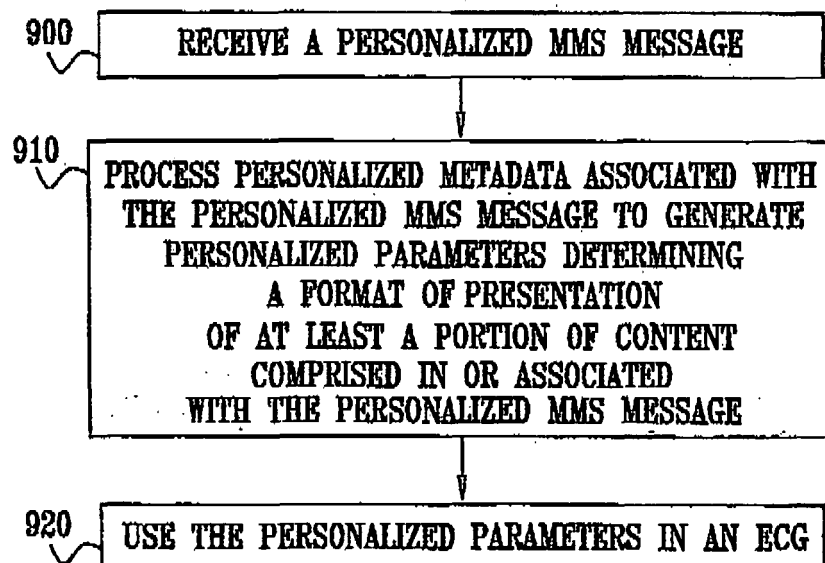 900
RECEIVE A PERSONALIZED MMS MESSAGE
910
PROCESS PERSONALIZED METADATA ASSOCIATED WITH
THE PERSONALIZED MMS MESSAGE TO GENERATE
PERSONALIZED PARAMETERS DETERMINING
A FORMAT OF PRESENTATION
OF AT LEAST A PORTION OF CONTENT
COMPRISED IN OR ASSOCIATED
WITH THE PERSONALIZED MMS MESSAGE
920
USE THE PERSONALIZED PARAMETERS IN AN ECG